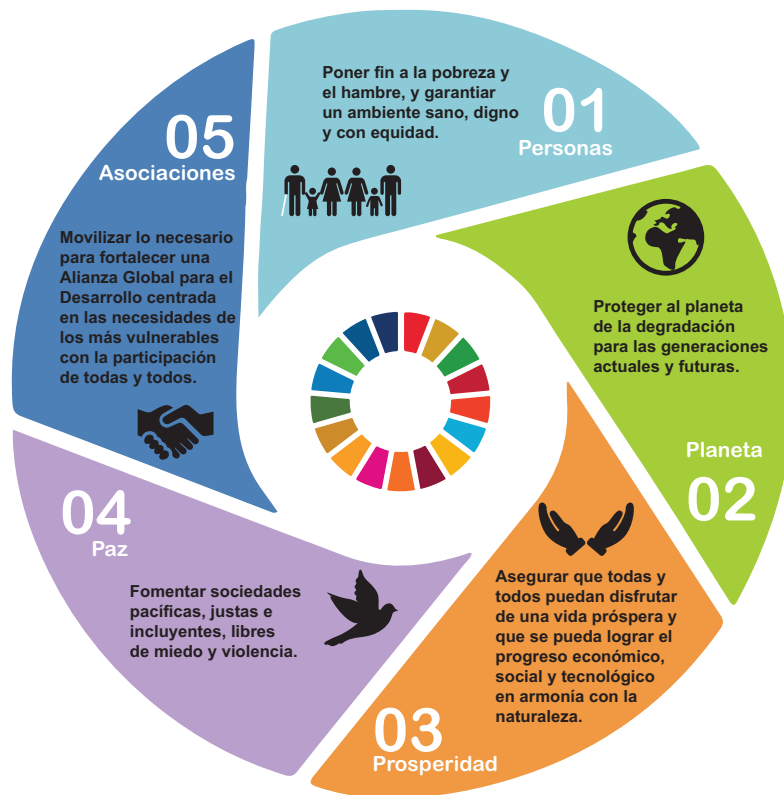 Poner fin a la pobreza y
el hambre, y garantiar
un ambiente sano, digno
y con equidad.
01
Personas
Proteger al planeta
de la degradación
para las generaciones
actuales y futuras.
Planeta
02
Asegurar que todas y
todos puedan disfrutar
de una vida próspera y
que se pueda lograr el
progreso económico,
social y tecnológico
en armonía con la
naturaleza.
03
Prosperidad
04
Paz
Fomentar sociedades
pacíficas, justas e
incluyentes, libres
de miedo y violencia.
05
Asociaciones
Movilizar lo necesario
para fortalecer una
Alianza Global para el
Desarrollo centrada
en las necesidades de
los más vulnerables
con la participación
de todas y todos.